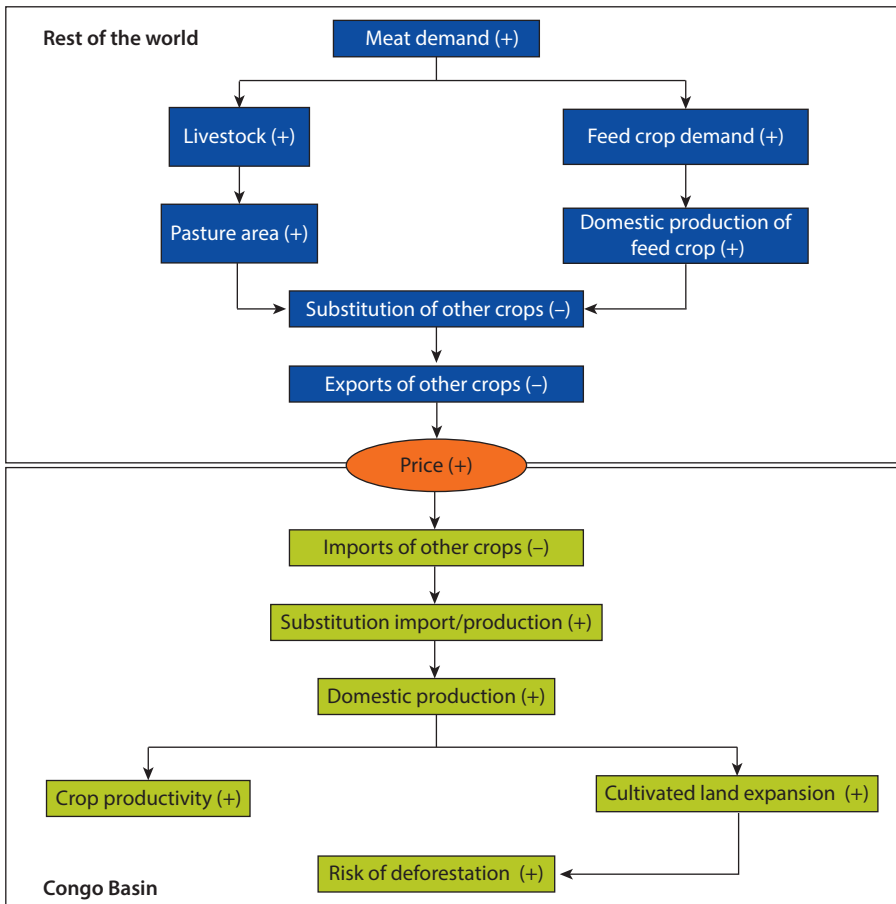 Rest of the world
Meat demand (+)
Livestock (+)
Feed crop demand (+)
Pasture area (+)
Domestic production of
feed crop (+)
Substitution of other crops (–)
Exports of other crops (–)
Price (+)
Imports of other crops (–)
Substitution import/production (+)
Domestic production (+)
Crop productivity (+)
Cultivated land expansion (+)
Risk of deforestation (+)
Congo Basin